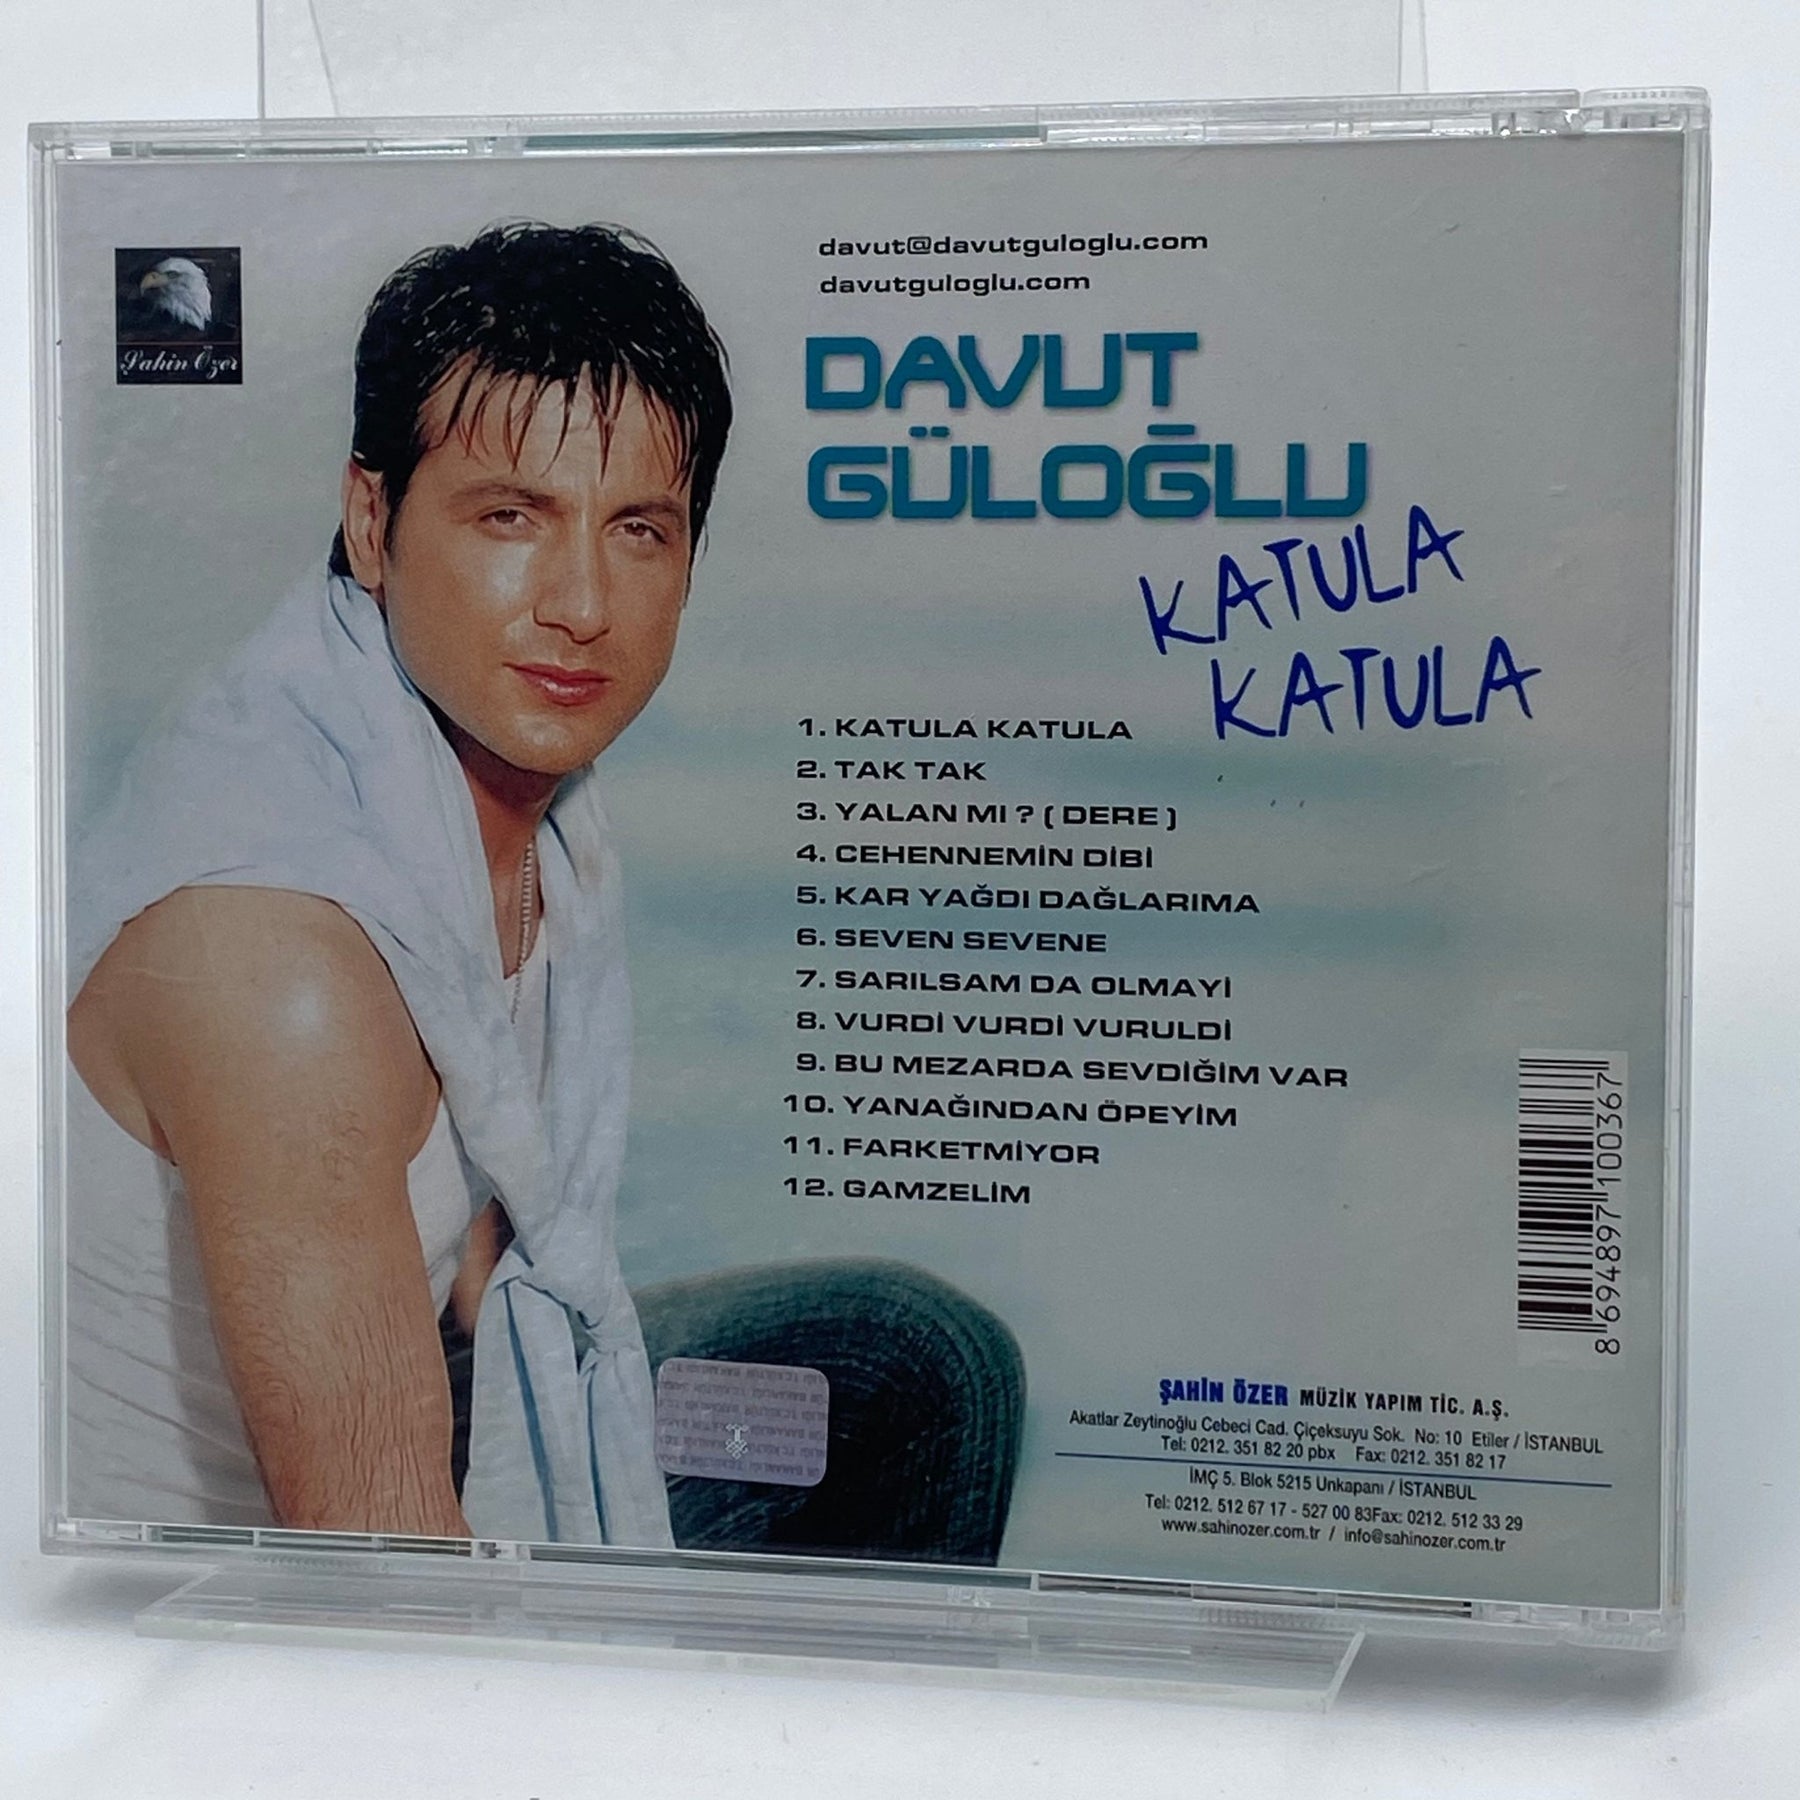 Şahin Özer
davut@davutguloglu.com
davutguloglu.com
DAVUT
GÜLOĞLU
KATULA
KATULA
1. KATULA KATULA
2. TAK TAK
3. YALAN MI ? ( DERE )
4. CEHENNEMİN DİBİ
5. KAR YAĞDI DAĞLARIMA
6. SEVEN SEVENE
7. SARILSAM DA OLMAYİ
8. VURDİ VURDİ VURULDİ
9. BU MEZARDA SEVDİĞİM VAR
10. YANAĞINDAN ÖPEYİM
11. FARKETMİYOR
12. GAMZELİM
8 694897 100367
ŞAHİN ÖZER MÜZİK YAPIM TİC. A.Ş.
Akatlar Zeytinoğlu Cebeci Cad. Çiçeksuyu Sok. No: 10 Etiler / İSTANBUL
Tel: 0212. 351 82 20 pbx Fax: 0212. 351 82 17
İMÇ 5. Blok 5215 Unkapanı / İSTANBUL
Tel: 0212. 512 67 17 - 527 00 83Fax: 0212. 512 33 29
www.sahinozer.com.tr / info@sahinozer.com.tr